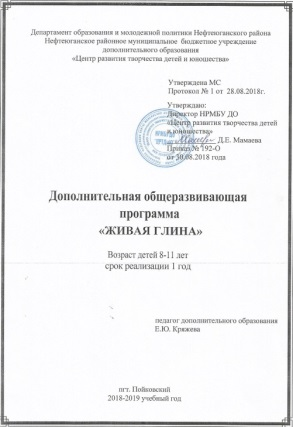 Департамент образования и молодежной политики Нефтеюганского района
Нефтеюганское районное муниципальное бюджетное учреждение
дополнительного образования
«Центр развития творчества детей и юношества»
Утверждена МС
Протокол № 1 от 28.08.2018г.
Утверждаю:
Директор НРМБУ ДО
«Центр развития творчества детей
и юношества»
Д.Е. Мамаева
Приказ № 192-О
от 30.08.2018 года
Дополнительная общеразвивающая
программа
«ЖИВАЯ ГЛИНА»
Возраст детей 8-11 лет
срок реализации 1 год
педагог дополнительного образования
Е.Ю. Кряжева
пгт. Пойковский
2018-2019 учебный год